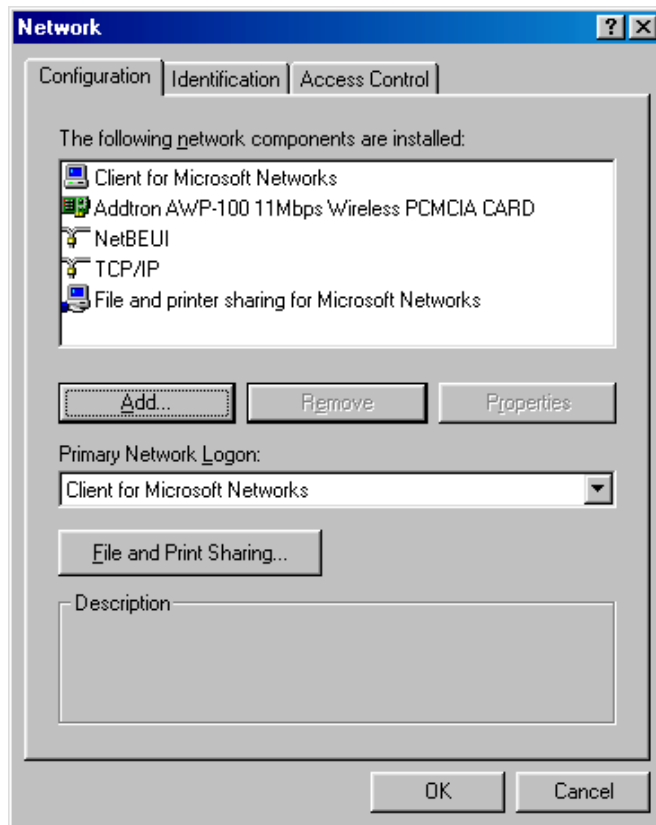 Network
Configuration Identification Access Control
The following network components are installed:
Client for Microsoft Networks
Addtron AWP-100 11Mbps Wireless PCMCIA CARD
NetBEUI
TCP/IP
File and printer sharing for Microsoft Networks
Add... Remove Properties
Primary Network Logon:
Client for Microsoft Networks
File and Print Sharing...
Description
OK Cancel